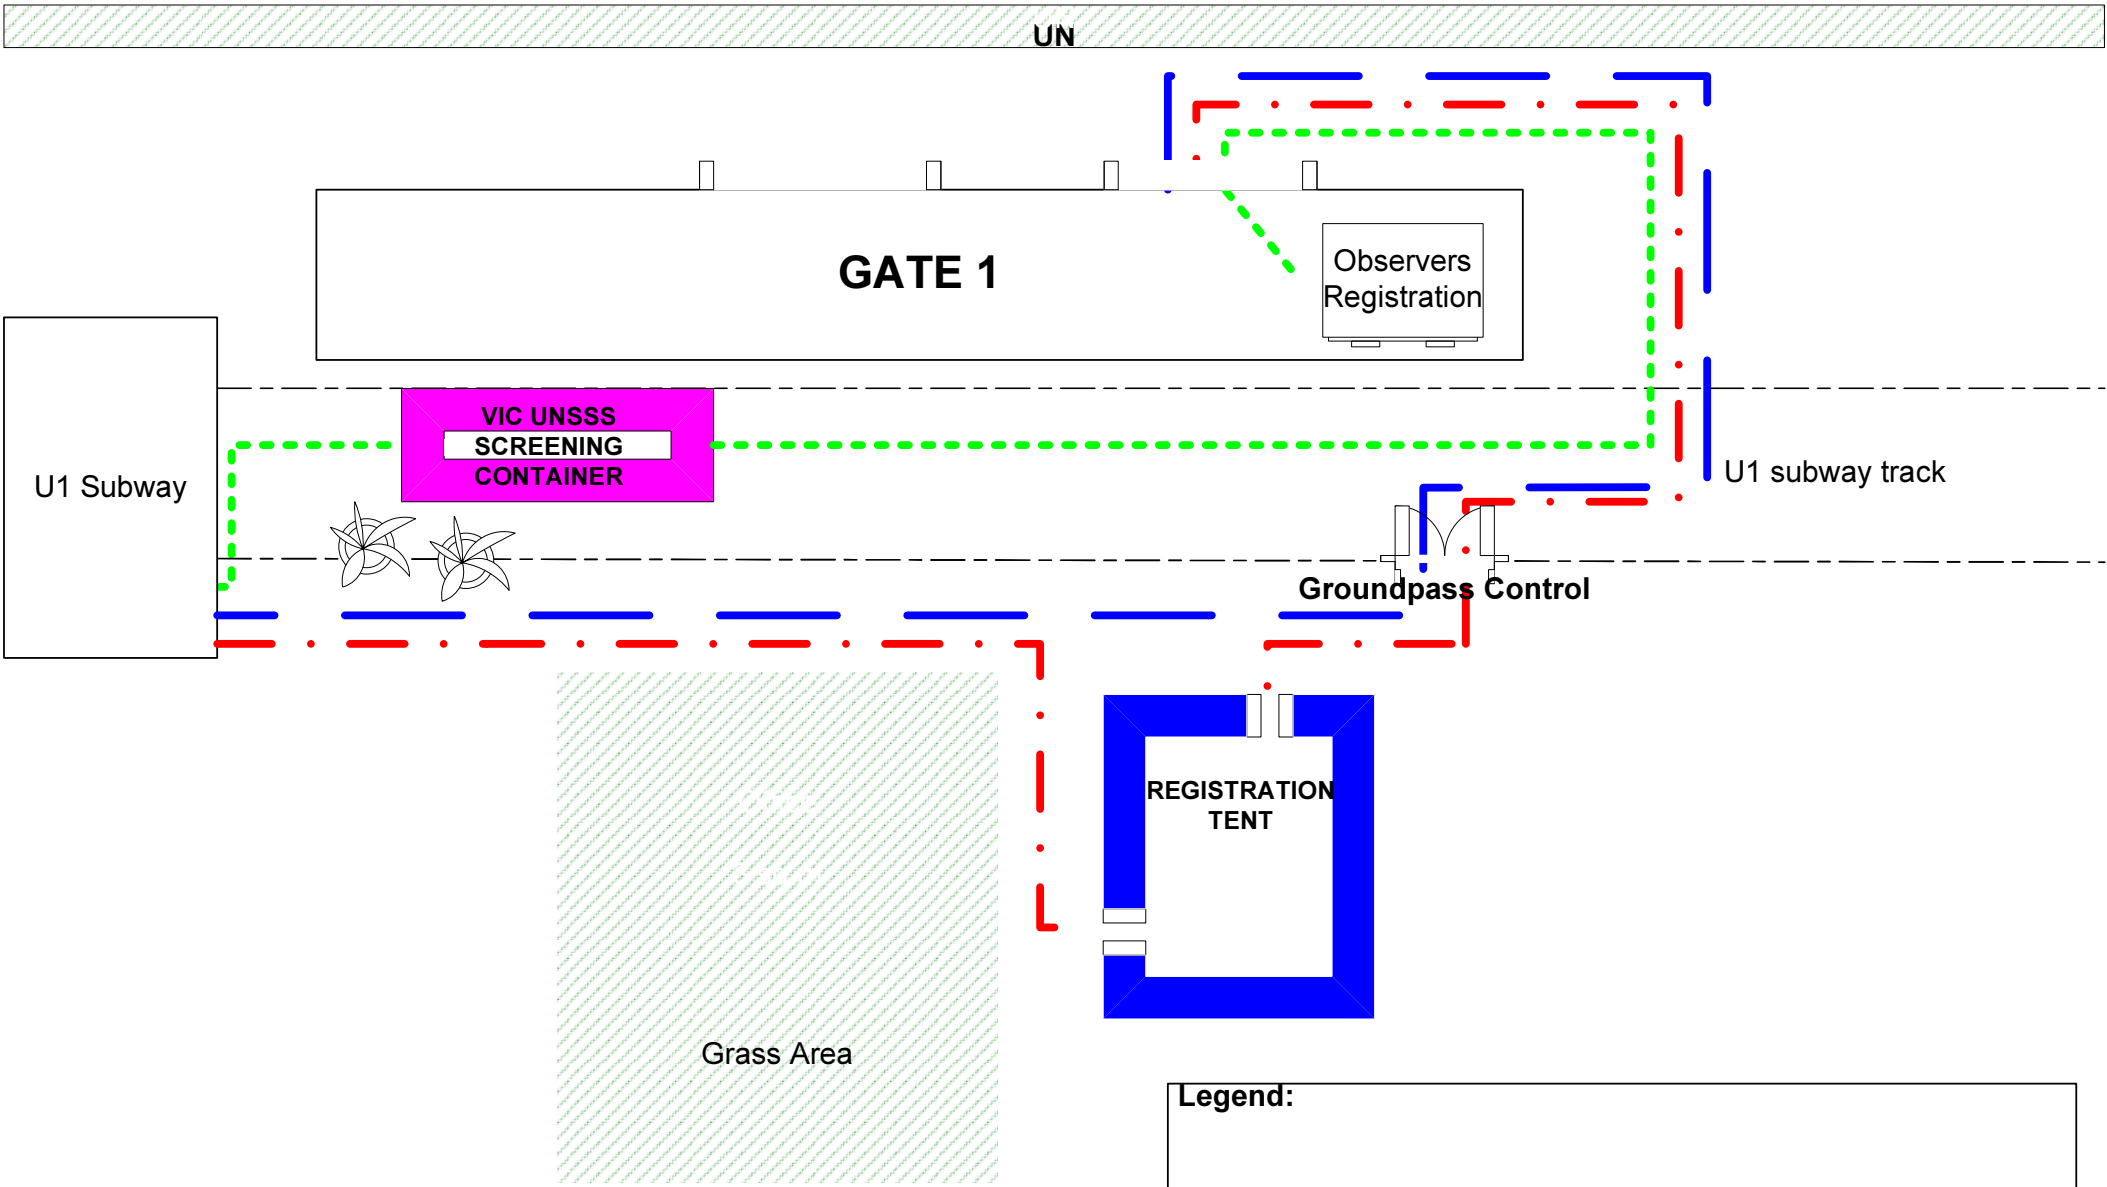 UN
GATE 1
Observers
Registration
VIC UNSSS
SCREENING
CONTAINER
U1 Subway
U1 subway track
Groundpass Control
REGISTRATION
TENT
Grass Area
Legend: